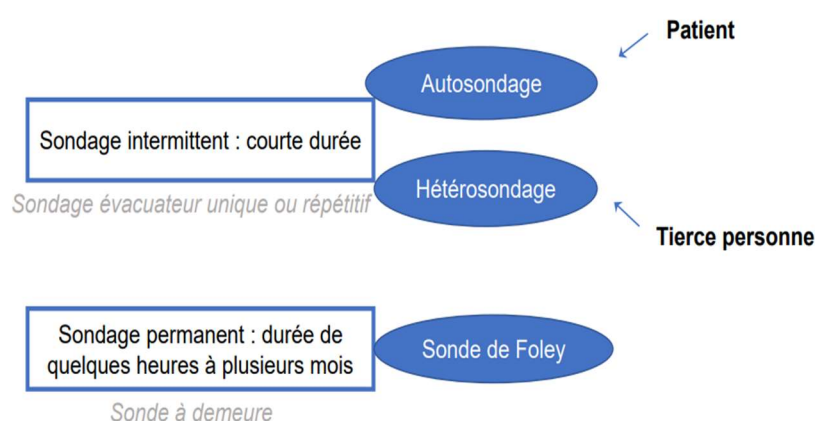 Patient
Autosondage
Sondage intermittent : courte durée
Hétérosondage
Sondage évacuateur unique ou répétitif
Tierce personne
Sondage permanent : durée de
quelques heures à plusieurs mois
Sonde de Foley
Sonde à demeure